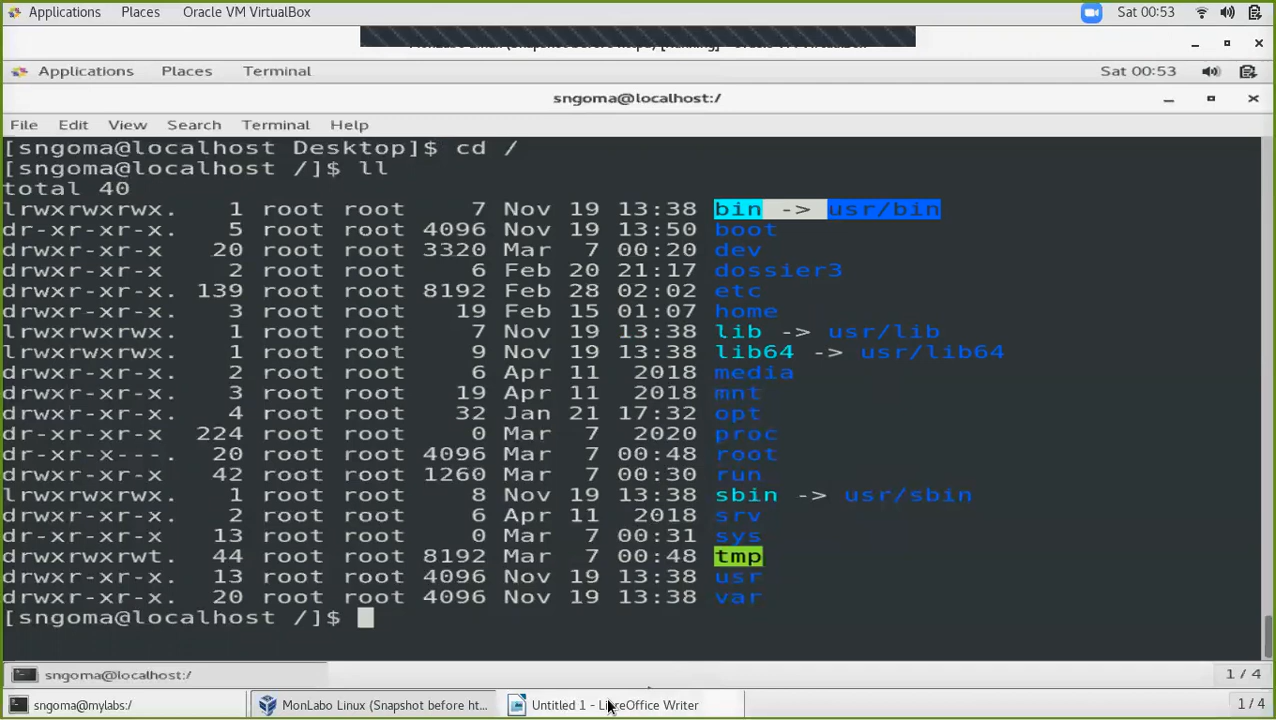 Applications Places Oracle VM VirtualBox Sat 00:53
Applications Places Terminal Sat 00:53
sngoma@localhost:/
File Edit View Search Terminal Help
[sngoma@localhost Desktop]$ cd /
[sngoma@localhost /]$ ll
total 40
lrwxrwxrwx. 1 root root 7 Nov 19 13:38 bin -> usr/bin
dr-xr-xr-x. 5 root root 4096 Nov 19 13:50 boot
drwxr-xr-x 20 root root 3320 Mar 7 00:20 dev
drwxr-xr-x 2 root root 6 Feb 20 21:17 dossier3
drwxr-xr-x. 139 root root 8192 Feb 28 02:02 etc
drwxr-xr-x. 3 root root 19 Feb 15 01:07 home
lrwxrwxrwx. 1 root root 7 Nov 19 13:38 lib -> usr/lib
lrwxrwxrwx. 1 root root 9 Nov 19 13:38 lib64 -> usr/lib64
drwxr-xr-x. 2 root root 6 Apr 11 2018 media
drwxr-xr-x. 3 root root 19 Apr 11 2018 mnt
drwxr-xr-x. 4 root root 32 Jan 21 17:32 opt
dr-xr-xr-x 224 root root 0 Mar 7 2020 proc
dr-xr-x---. 20 root root 4096 Mar 7 00:48 root
drwxr-xr-x 42 root root 1260 Mar 7 00:30 run
lrwxrwxrwx. 1 root root 8 Nov 19 13:38 sbin -> usr/sbin
drwxr-xr-x. 2 root root 6 Apr 11 2018 srv
dr-xr-xr-x 13 root root 0 Mar 7 00:31 sys
drwxrwxrwt. 44 root root 8192 Mar 7 00:48 tmp
drwxr-xr-x. 13 root root 4096 Nov 19 13:38 usr
drwxr-xr-x. 20 root root 4096 Nov 19 13:38 var
[sngoma@localhost /]$
sngoma@localhost:/ 1 / 4
sngoma@mylabs:/ MonLabo Linux (Snapshot before ht... Untitled 1 - LibreOffice Writer 1 / 4